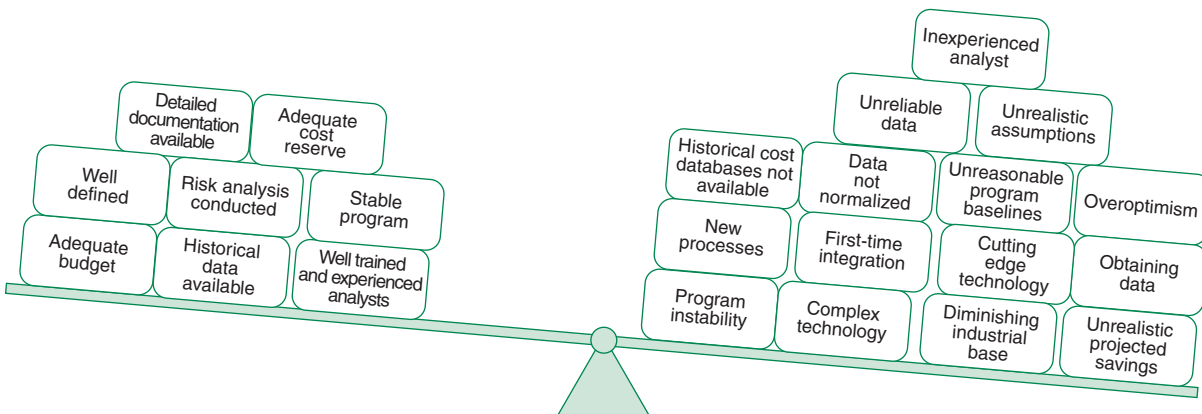 Detailed
documentation
available
Adequate
cost
reserve
Well
defined
Risk analysis
conducted
Stable
program
Adequate
budget
Historical
data
available
Well trained
and experienced
analysts
Inexperienced
analyst
Unreliable
data
Unrealistic
assumptions
Historical cost
databases not
available
Data
not
normalized
Unreasonable
program
baselines
Overoptimism
New
processes
First-time
integration
Cutting
edge
technology
Obtaining
data
Program
instability
Complex
technology
Diminishing
industrial
base
Unrealistic
projected
savings